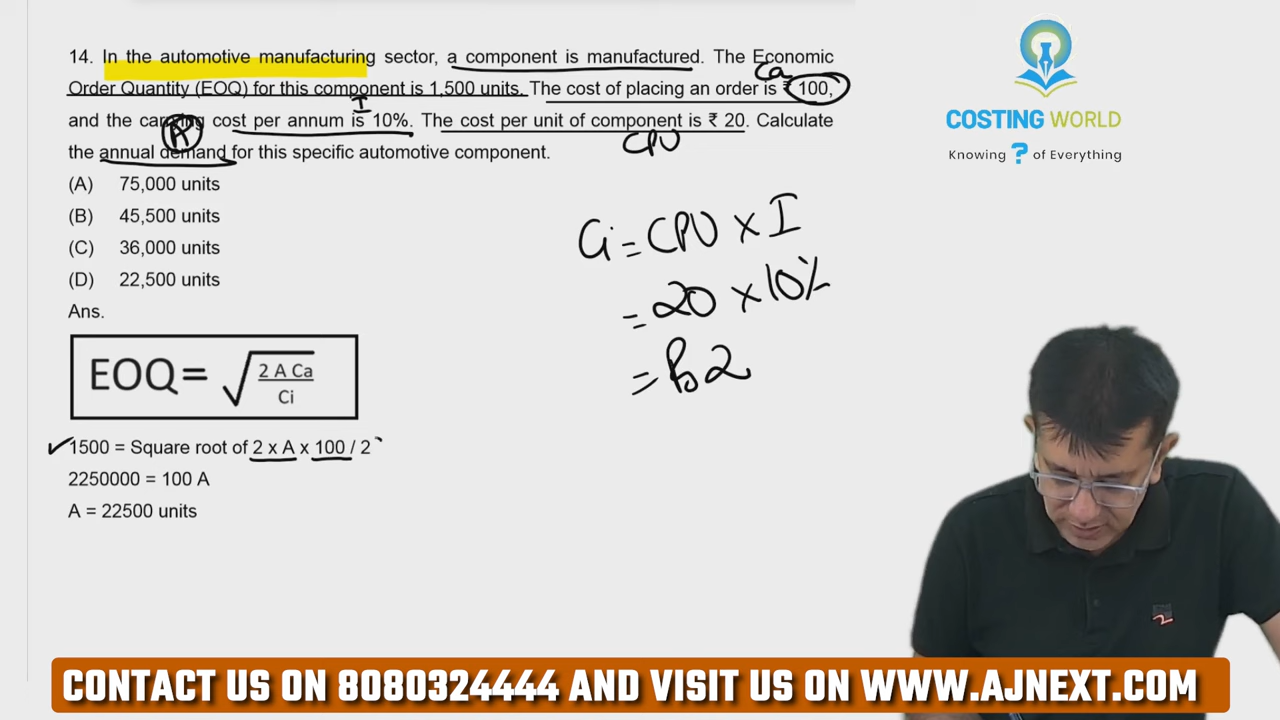 14. In the automotive manufacturing sector, a component is manufactured. The Economic
Ca
Order Quantity (EOQ) for this component is 1,500 units. The cost of placing an order is ₹ 100,
I
and the carrying cost per annum is 10%. The cost per unit of component is ₹ 20. Calculate
A
CPU
the annual demand for this specific automotive component.
(A) 75,000 units
(B) 45,500 units
(C) 36,000 units
(D) 22,500 units
Ans.
EOQ= √ 2 A Ca / Ci
1500 = Square root of 2 x A x 100 / 2
2250000 = 100 A
A = 22500 units
Ci = CPU × I
= 20 × 10%
= Rs 2
COSTING WORLD
Knowing ? of Everything
CONTACT US ON 8080324444 AND VISIT US ON WWW.AJNEXT.COM